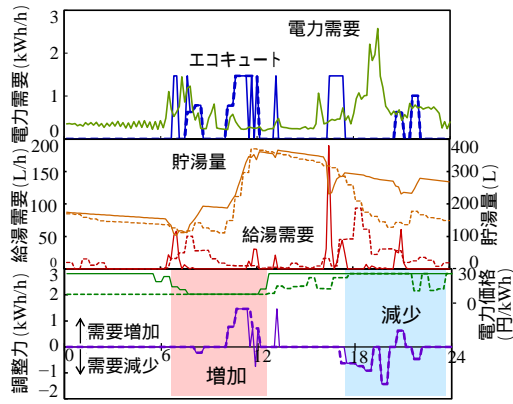 電力需要 (kWh/h)
3
2
1
0
電力需要
エコキュート
給湯需要 (L/h)
200
150
100
50
0
貯湯量
給湯需要
400
300
200
100
0
貯湯量(L)
調整力 (kWh/h)
3
2
1
0
−1
−2
需要増加
需要減少
増加
減少
30
0
電力価格
(円/kWh)
0
6
12
18
24